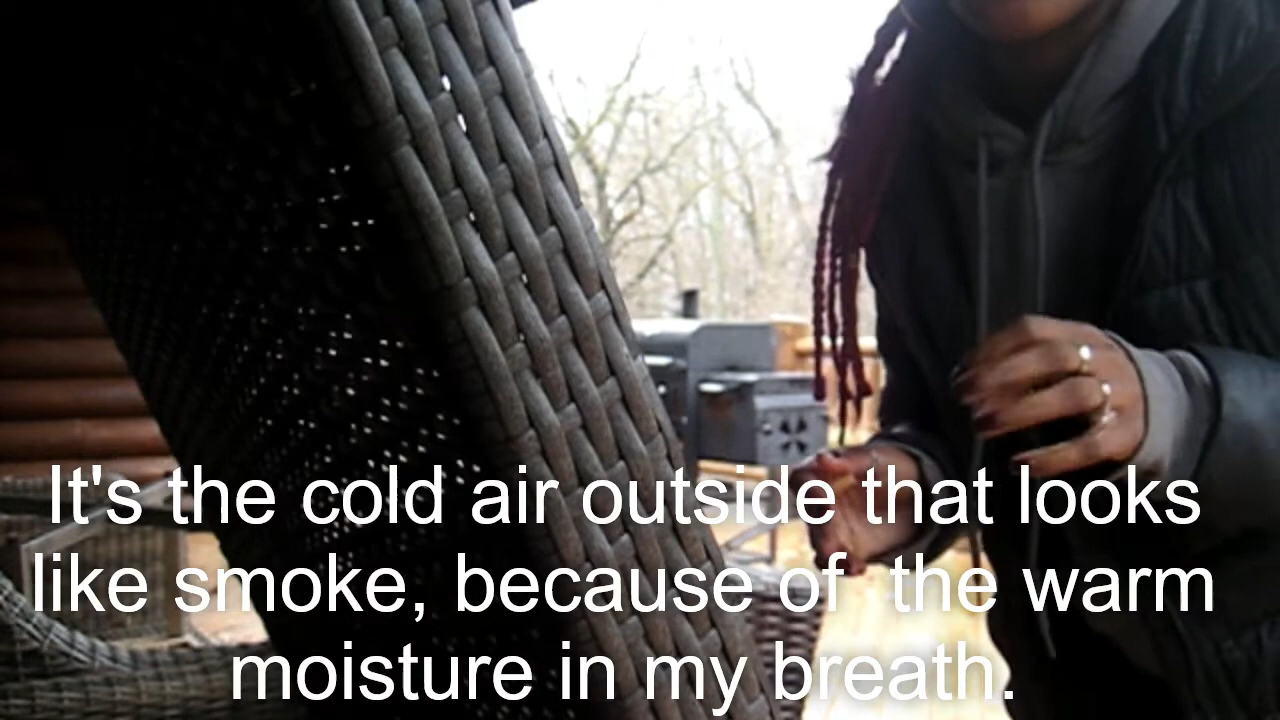 It's the cold air outside that looks
like smoke, because of  the warm
moisture in my breath.